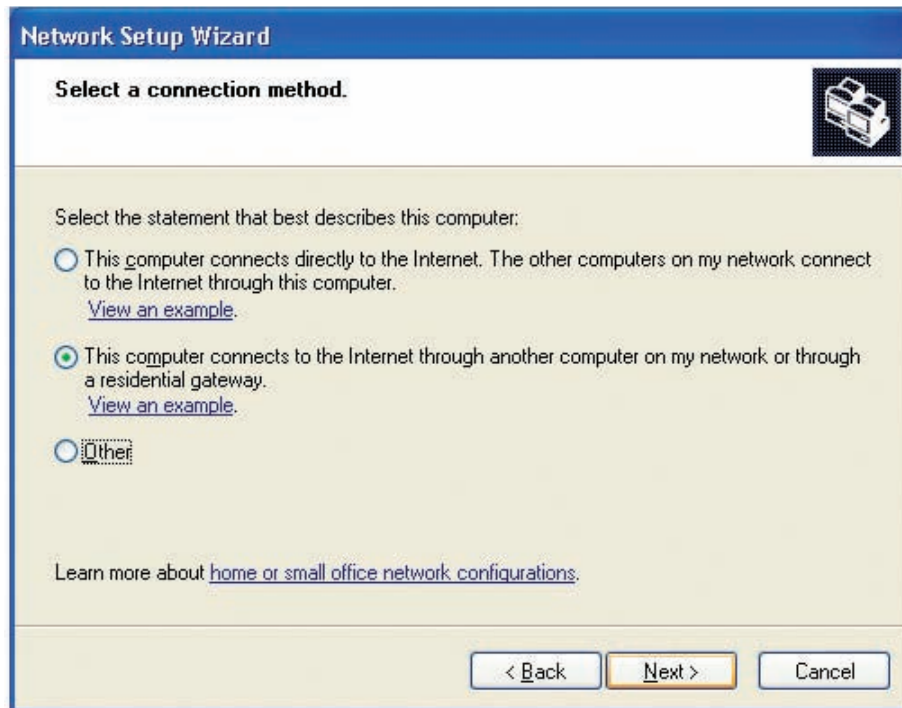 Network Setup Wizard
Select a connection method.
Select the statement that best describes this computer:
This computer connects directly to the Internet. The other computers on my network connect
to the Internet through this computer.
View an example.
This computer connects to the Internet through another computer on my network or through
a residential gateway.
View an example.
Other
Learn more about home or small office network configurations.
< Back Next > Cancel